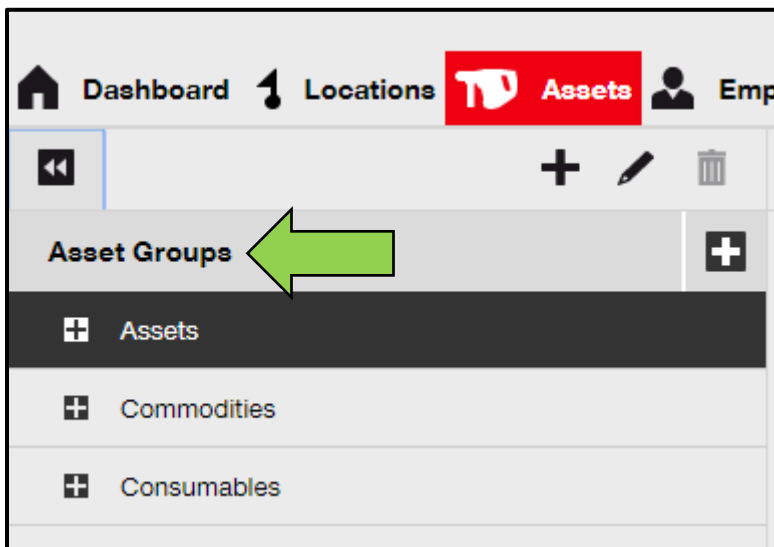 Dashboard Locations Assets Emp
Asset Groups
Assets
Commodities
Consumables